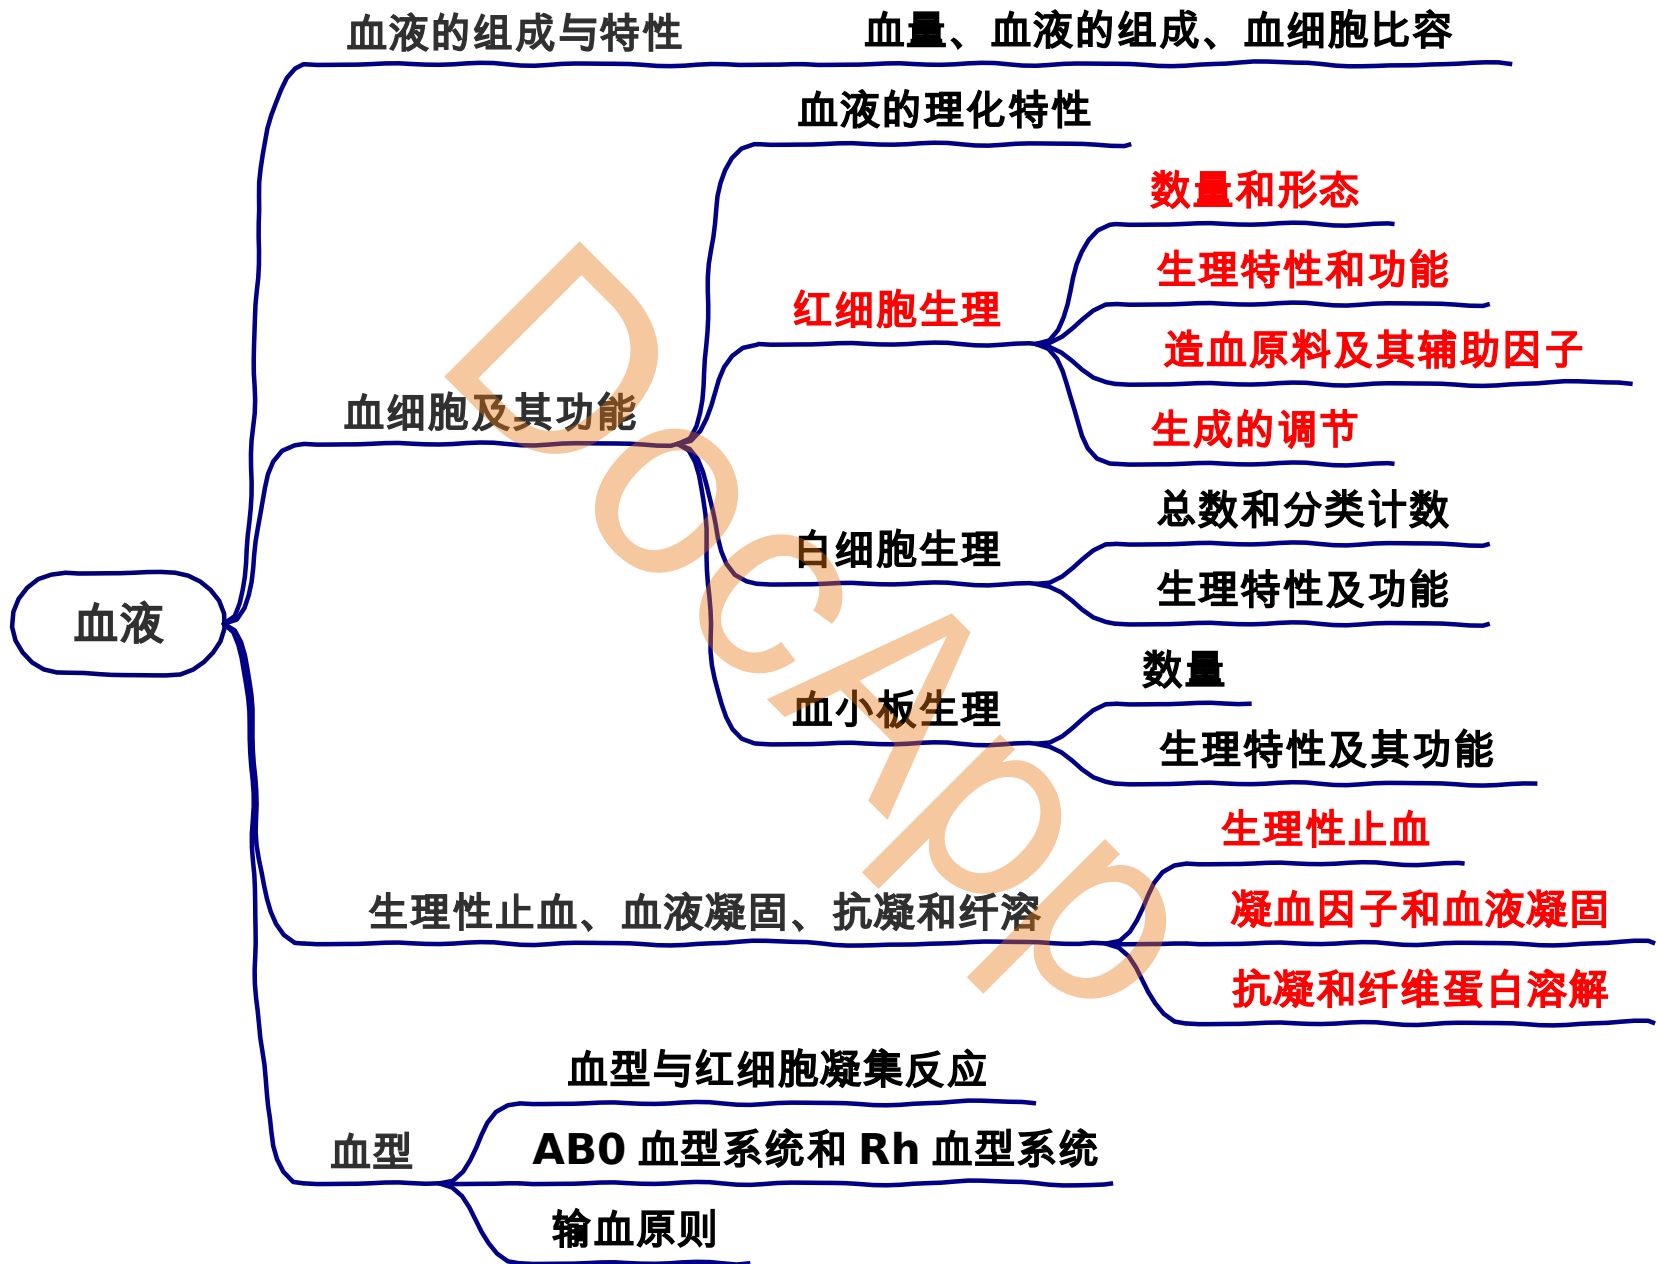 血液的组成与特性
血量、血液的组成、血细胞比容
血液的理化特性
数量和形态
生理特性和功能
红细胞生理
造血原料及其辅助因子
血细胞及其功能
生成的调节
总数和分类计数
白细胞生理
生理特性及功能
血液
数量
血小板生理
生理特性及其功能
生理性止血
生理性止血、血液凝固、抗凝和纤溶
凝血因子和血液凝固
抗凝和纤维蛋白溶解
血型与红细胞凝集反应
血型
AB0 血型系统和 Rh 血型系统
输血原则
DocApp